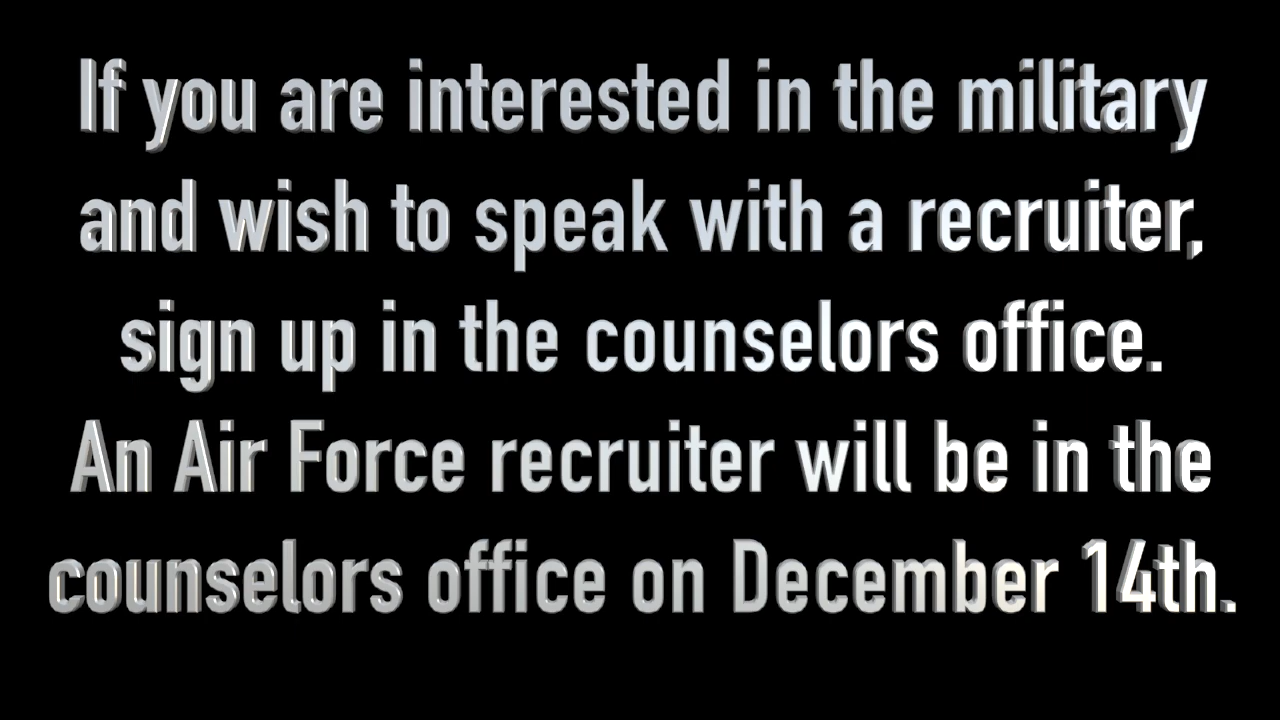 If you are interested in the military
and wish to speak with a recruiter,
sign up in the counselors office.
An Air Force recruiter will be in the
counselors office on December 14th.